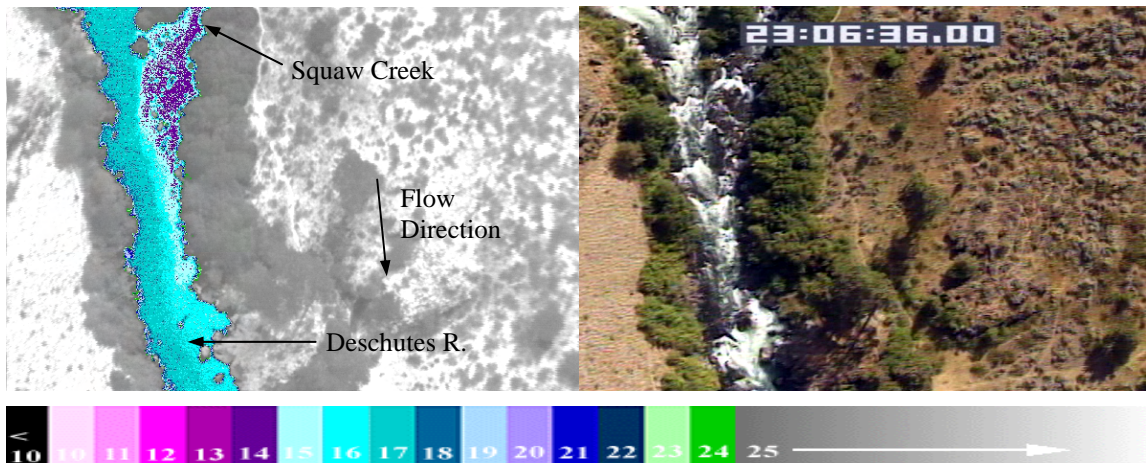 23:06:36.00
Squaw Creek
Flow
Direction
Deschutes R.
< 10 10 11 12 13 14 15 16 17 18 19 20 21 22 23 24 25